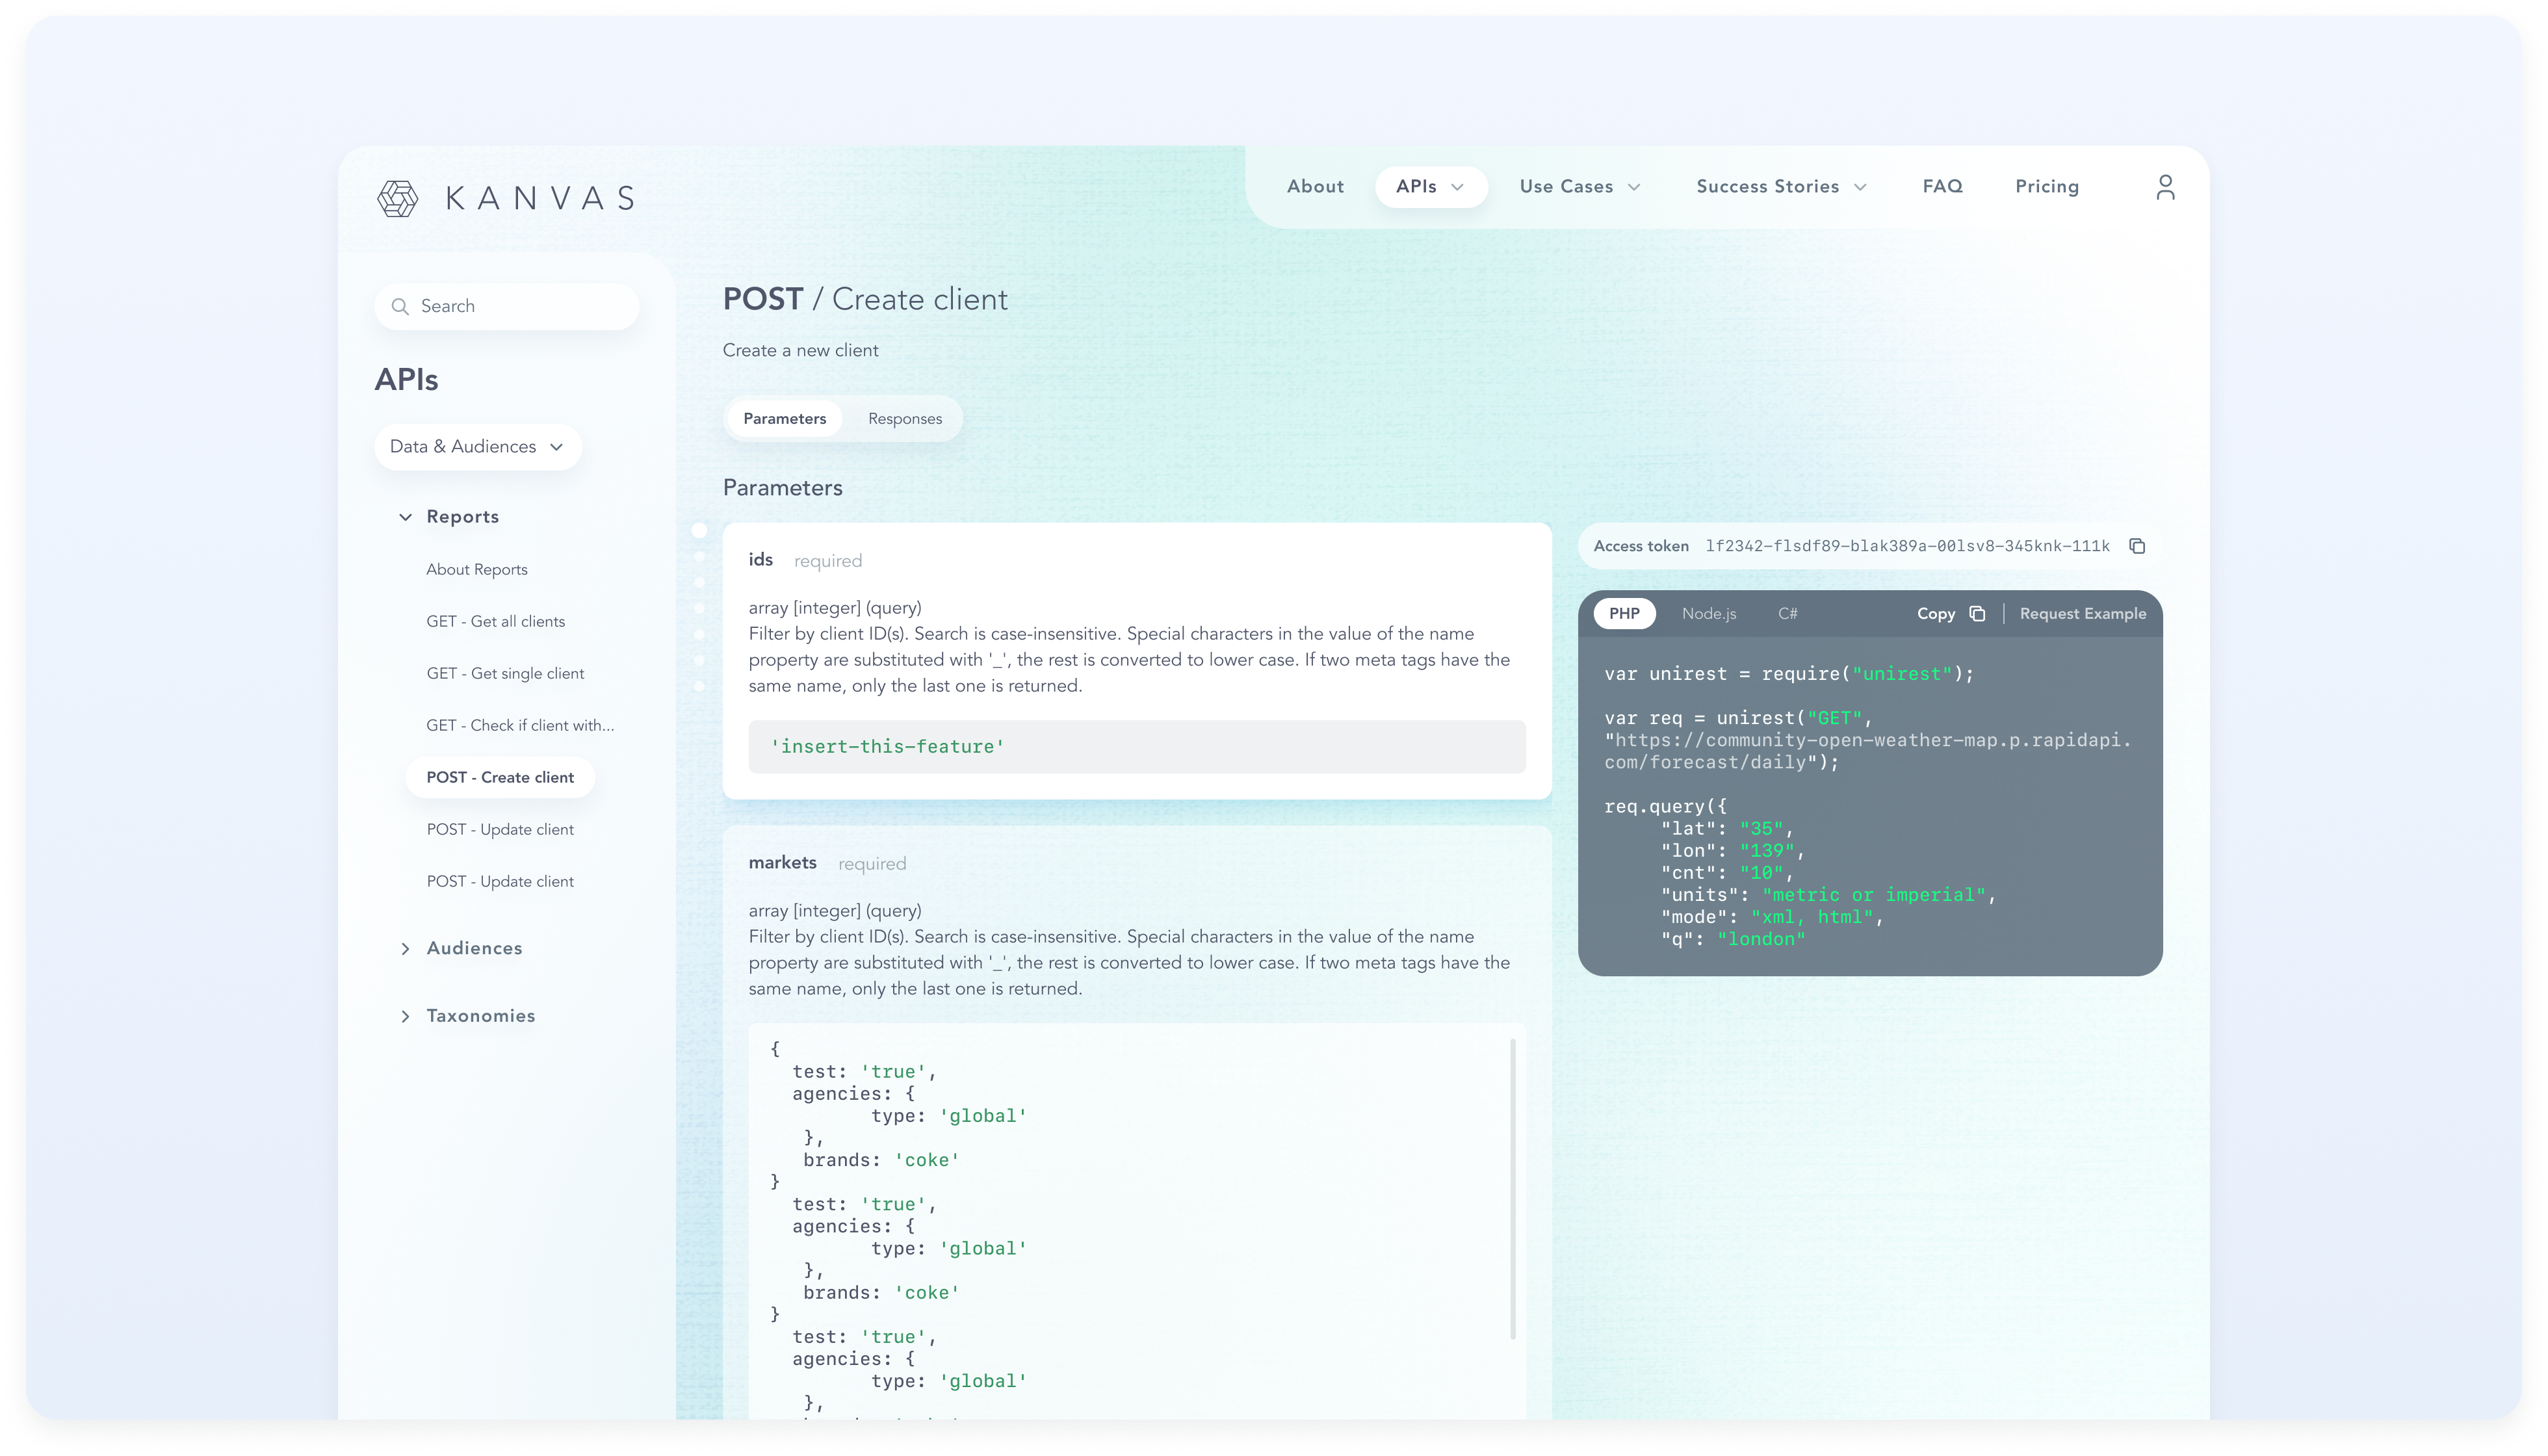 KANVAS
About
APIs
Use Cases
Success Stories
FAQ
Pricing
Search
APIs
Data & Audiences
Reports
About Reports
GET - Get all clients
GET - Get single client
GET - Check if client with...
POST - Create client
POST - Update client
POST - Update client
Audiences
Taxonomies
POST / Create client
Create a new client
Parameters
Responses
Parameters
ids required
array [integer] (query)
Filter by client ID(s). Search is case-insensitive. Special characters in the value of the name
property are substituted with '_', the rest is converted to lower case. If two meta tags have the
same name, only the last one is returned.
'insert-this-feature'
markets required
array [integer] (query)
Filter by client ID(s). Search is case-insensitive. Special characters in the value of the name
property are substituted with '_', the rest is converted to lower case. If two meta tags have the
same name, only the last one is returned.
{
test: 'true',
agencies: {
type: 'global'
},
brands: 'coke'
}
test: 'true',
agencies: {
type: 'global'
},
brands: 'coke'
}
test: 'true',
agencies: {
type: 'global'
},
Access token lf2342-flsdf89-blak389a-00lsv8-345knk-111k
PHP
Node.js
C#
Copy
Request Example
var unirest = require("unirest");
var req = unirest("GET",
"https://community-open-weather-map.p.rapidapi.
com/forecast/daily");
req.query({
"lat": "35",
"lon": "139",
"cnt": "10",
"units": "metric or imperial",
"mode": "xml, html",
"q": "london"